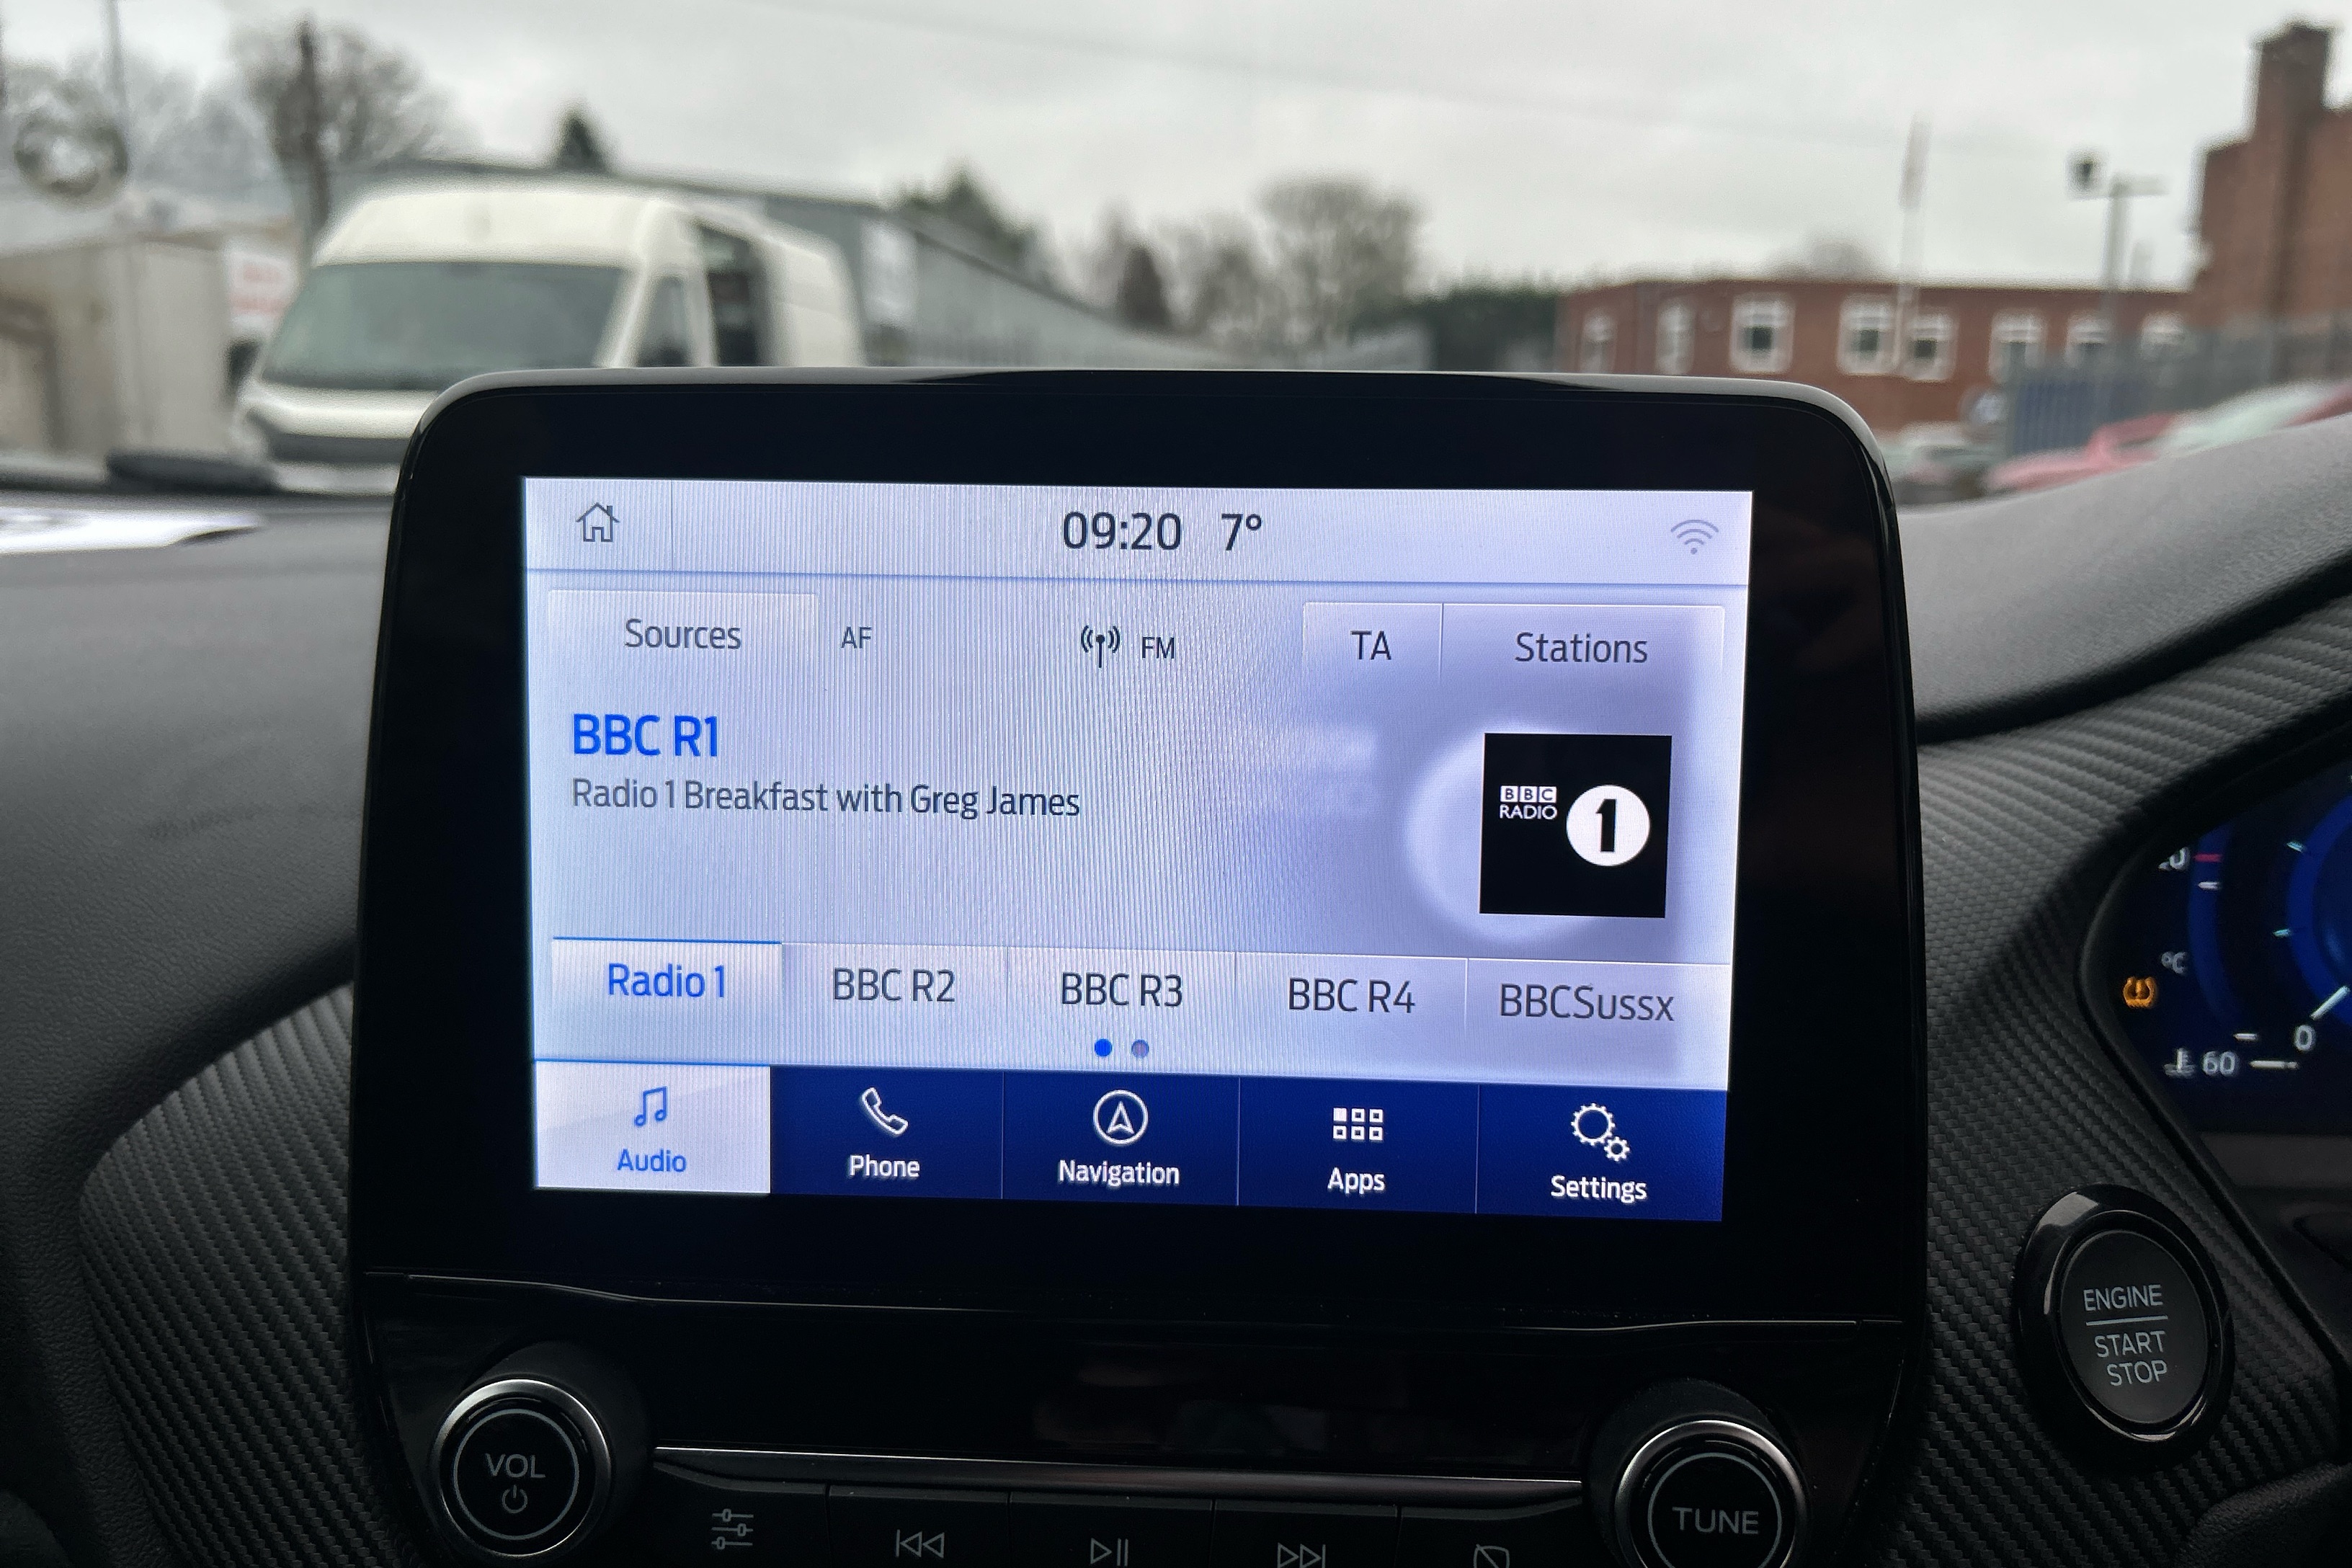 09:20 7°
Sources AF FM TA Stations
BBC R1
Radio 1 Breakfast with Greg James
BBC
RADIO 1
Radio 1 BBC R2 BBC R3 BBC R4 BBCSussx
Audio Phone Navigation Apps Settings
°C
0
60
ENGINE
START
STOP
VOL
TUNE